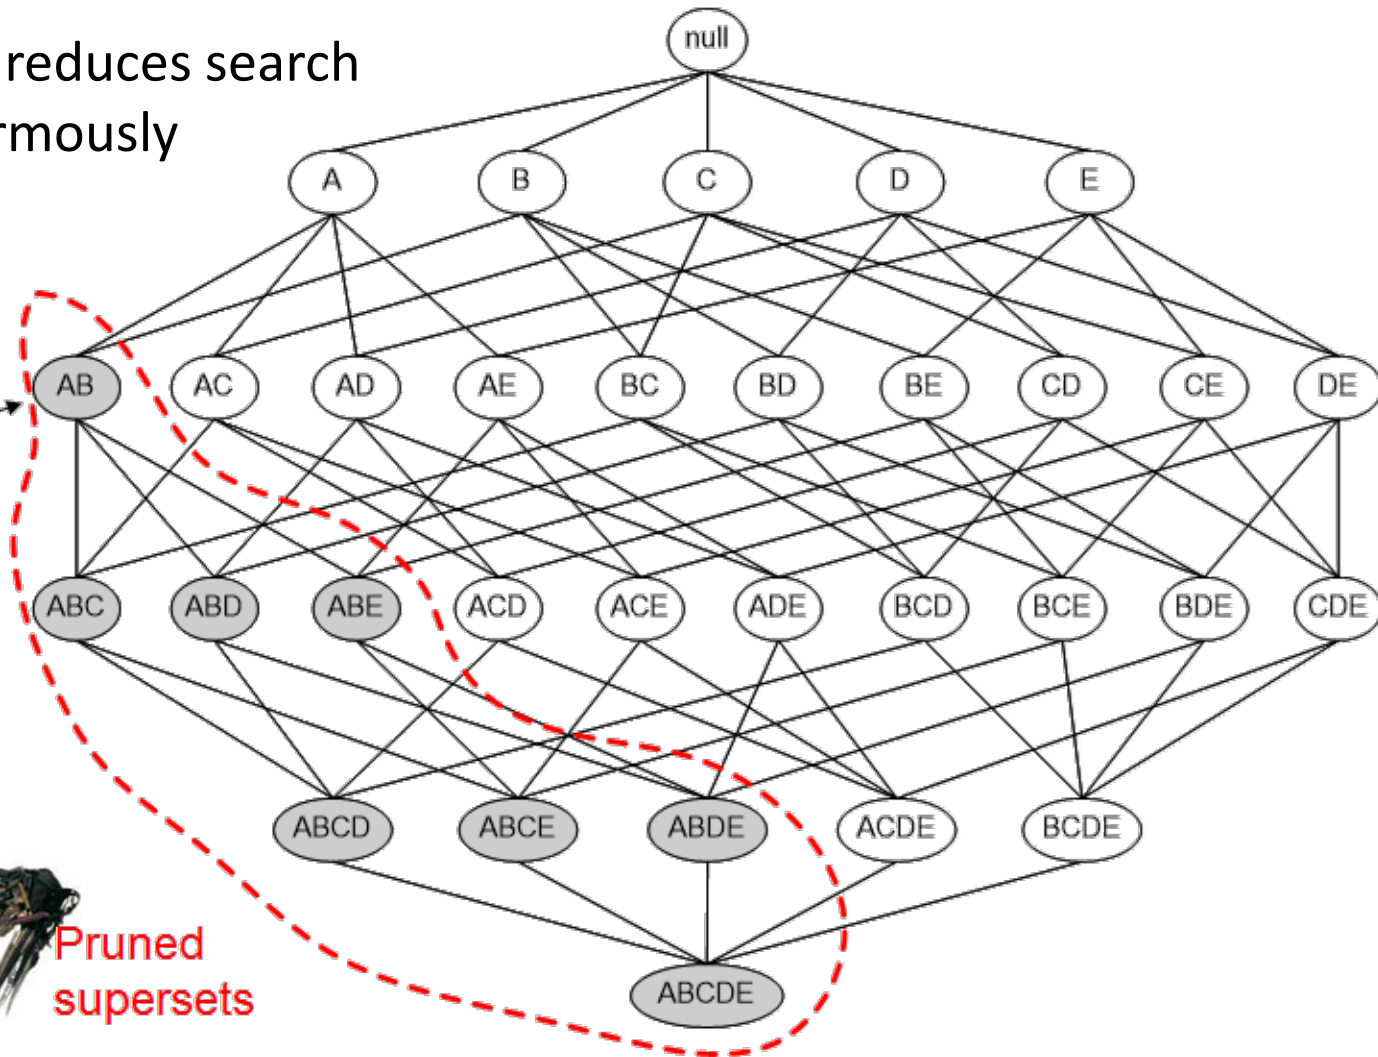 reduces search
rmously
null
A B C D E
AB AC AD AE BC BD BE CD CE DE
ABC ABD ABE ACD ACE ADE BCD BCE BDE CDE
ABCD ABCE ABDE ACDE BCDE
Pruned
supersets
ABCDE